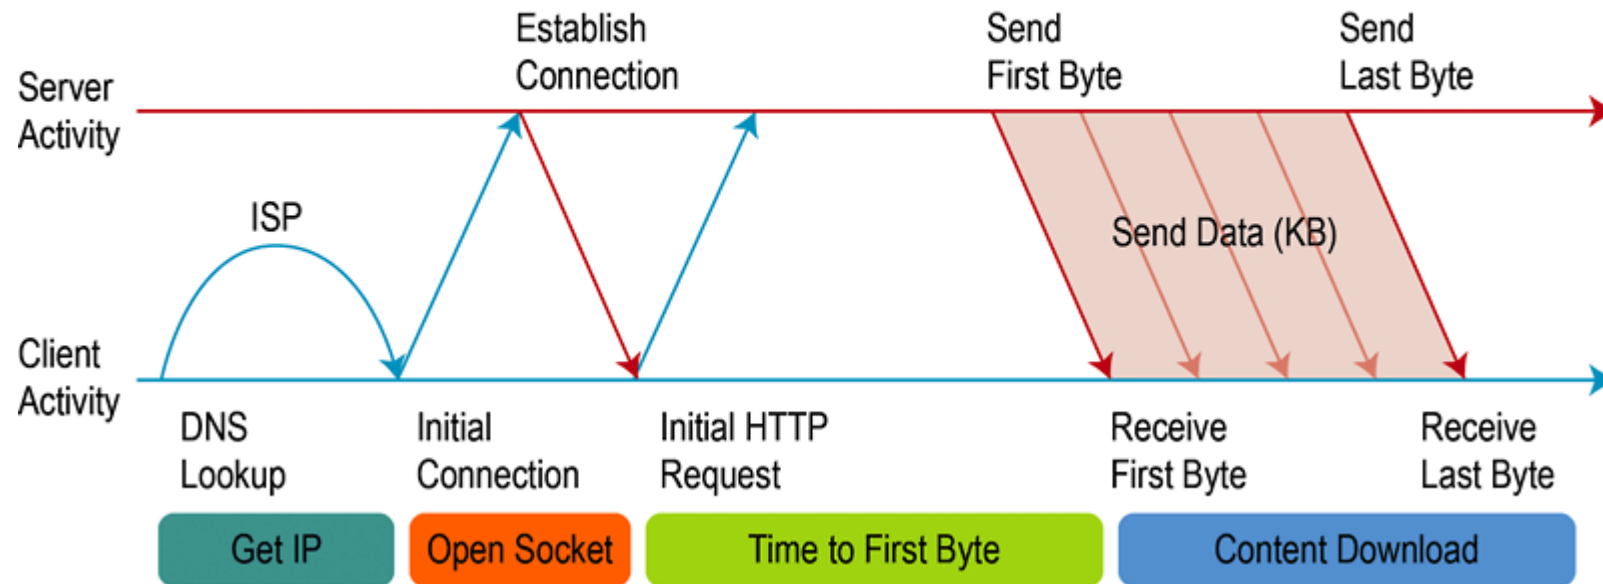 Establish
Connection
Send
First Byte
Send
Last Byte
Server
Activity
ISP
Send Data (KB)
Client
Activity
DNS
Lookup
Initial
Connection
Initial HTTP
Request
Receive
First Byte
Receive
Last Byte
Get IP
Open Socket
Time to First Byte
Content Download